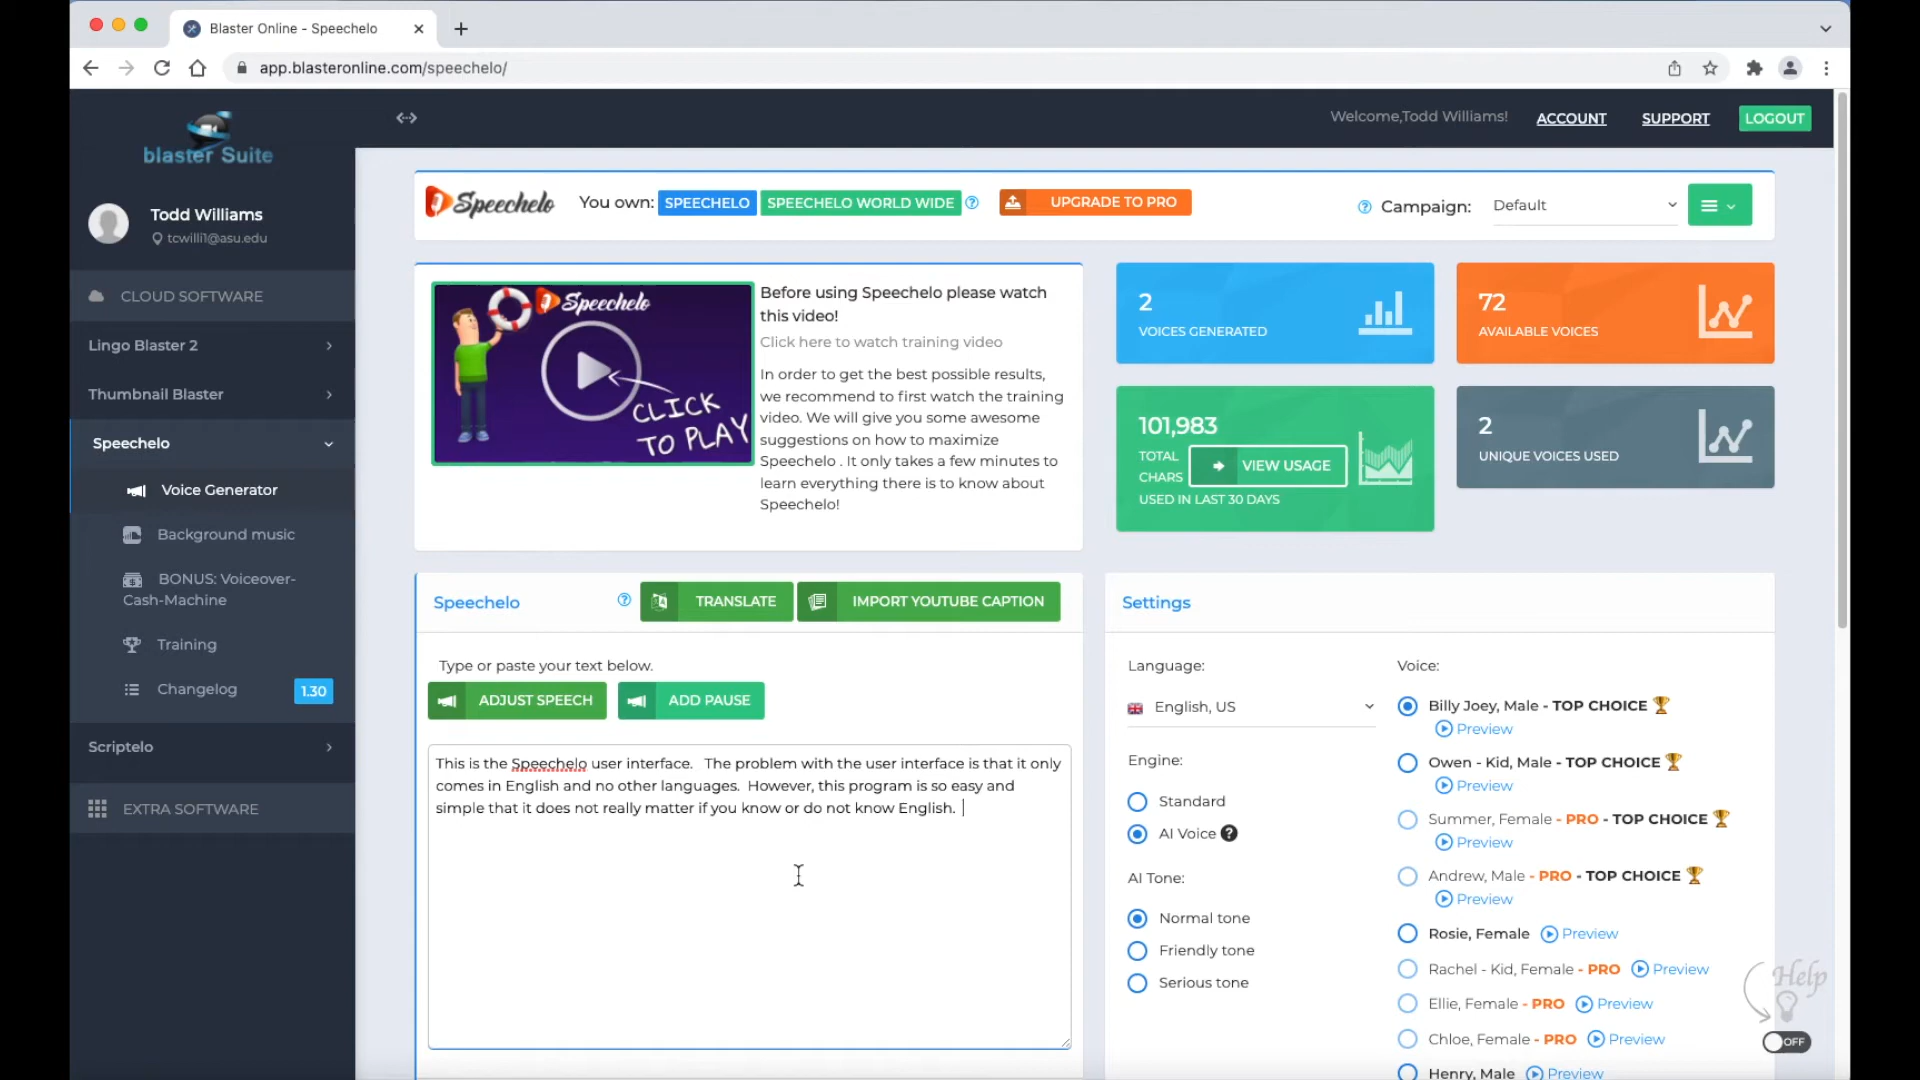 Blaster Online - Speechelo
app.blasteronline.com/speechelo/
blaster Suite
Welcome,Todd Williams!
ACCOUNT
SUPPORT
LOGOUT
Todd Williams
tcwilli1@asu.edu
CLOUD SOFTWARE
Lingo Blaster 2
Thumbnail Blaster
Speechelo
Voice Generator
Background music
BONUS: Voiceover-
Cash-Machine
Training
Changelog
1.30
Scriptelo
EXTRA SOFTWARE
Speechelo
You own: SPEECHELO SPEECHELO WORLD WIDE
UPGRADE TO PRO
Campaign: Default
Speechelo
CLICK
TO PLAY
Before using Speechelo please watch
this video!
Click here to watch training video
In order to get the best possible results,
we recommend to first watch the training
video. We will give you some awesome
suggestions on how to maximize
Speechelo . It only takes a few minutes to
learn everything there is to know about
Speechelo!
2
VOICES GENERATED
72
AVAILABLE VOICES
101,983
TOTAL
CHARS
VIEW USAGE
USED IN LAST 30 DAYS
2
UNIQUE VOICES USED
Speechelo
TRANSLATE
IMPORT YOUTUBE CAPTION
Type or paste your text below.
ADJUST SPEECH
ADD PAUSE
This is the Speechelo user interface.   The problem with the user interface is that it only
comes in English and no other languages.  However, this program is so easy and
simple that it does not really matter if you know or do not know English.
Settings
Language:
English, US
Engine:
Standard
AI Voice
AI Tone:
Normal tone
Friendly tone
Serious tone
Voice:
Billy Joey, Male - TOP CHOICE
Preview
Owen - Kid, Male - TOP CHOICE
Preview
Summer, Female - PRO - TOP CHOICE
Preview
Andrew, Male - PRO - TOP CHOICE
Preview
Rosie, Female Preview
Rachel - Kid, Female - PRO Preview
Ellie, Female - PRO Preview
Chloe, Female - PRO Preview
Henry, Male Preview
Help
OFF